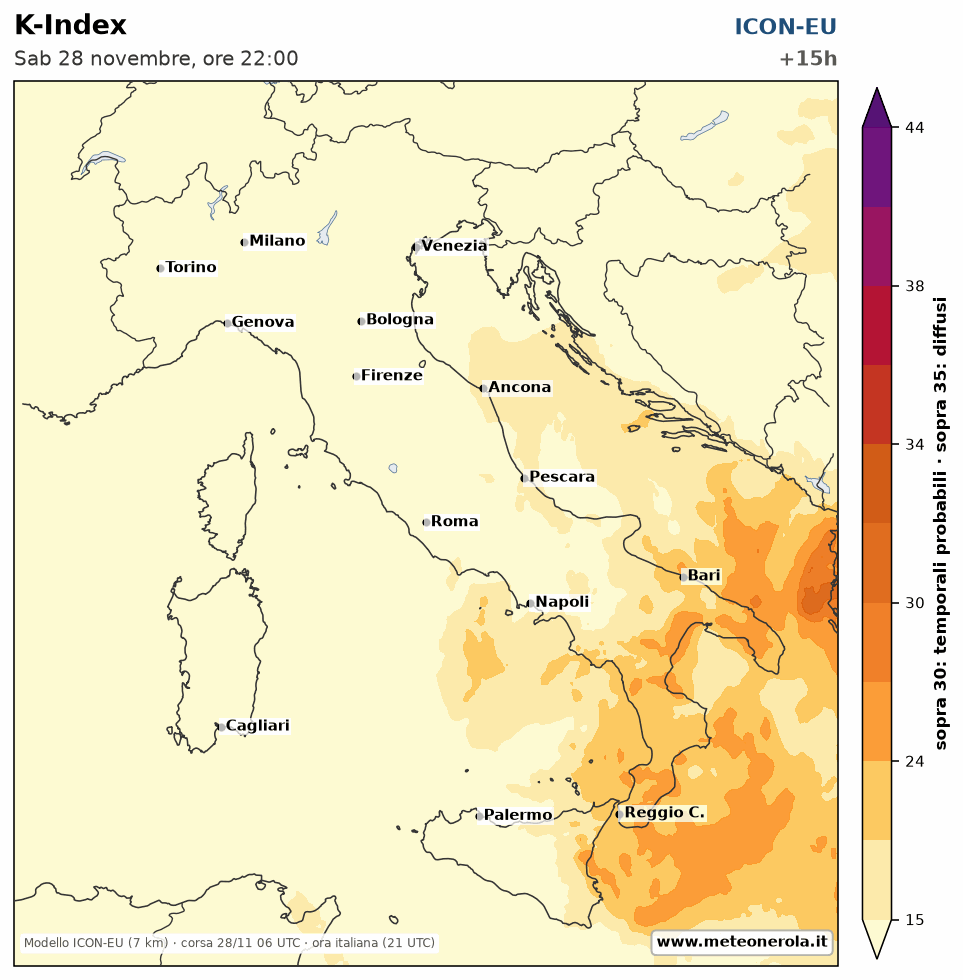 K-Index
ICON-EU
Sab 28 novembre, ore 22:00
+15h
Milano
Venezia
Torino
Genova
Bologna
Firenze
Ancona
Pescara
Roma
Bari
Napoli
Cagliari
Palermo
Reggio C.
44
38
34
30
24
15
sopra 30: temporali probabili · sopra 35: diffusi
Modello ICON-EU (7 km) · corsa 28/11 06 UTC · ora italiana (21 UTC)
www.meteonerola.it